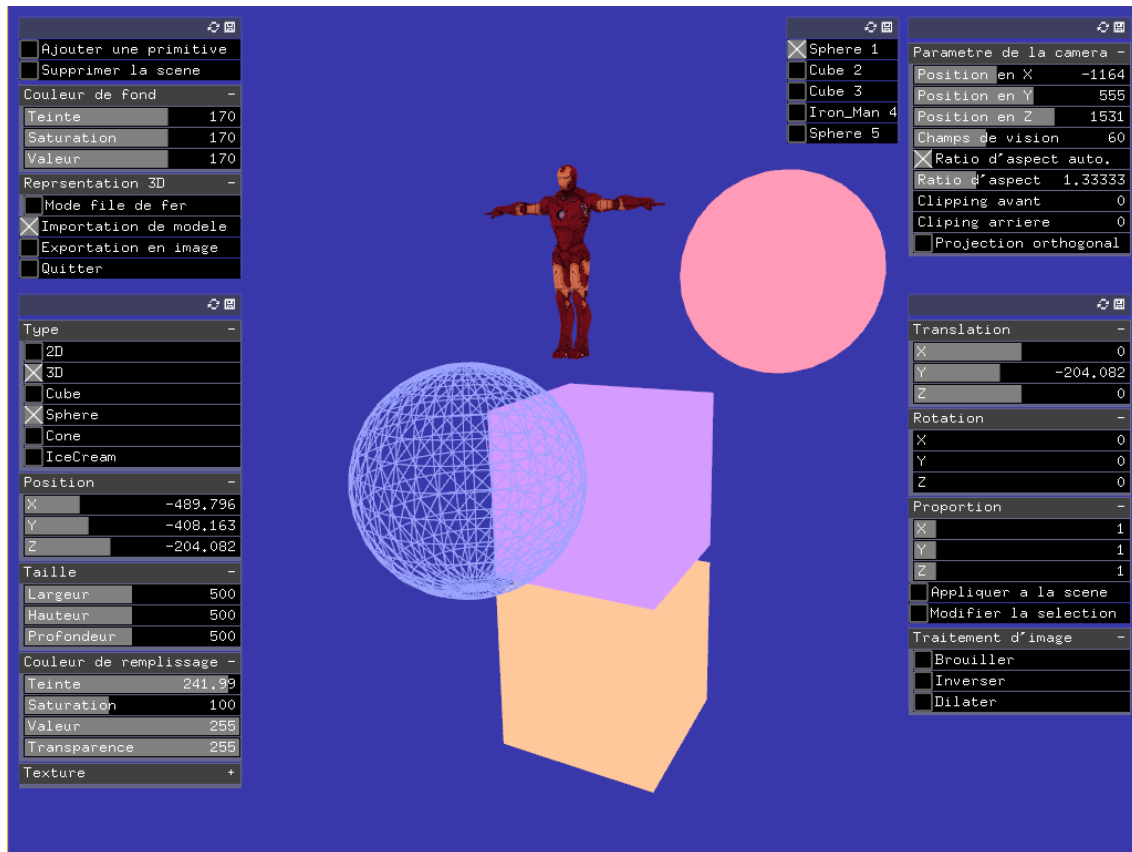 Ajouter une primitive
Supprimer la scene
Couleur de fond -
Teinte 170
Saturation 170
Valeur 170
Reprsentation 3D -
Mode file de fer
Importation de modele
Exportation en image
Quitter
Type -
2D
3D
Cube
Sphere
Cone
IceCream
Position -
X -489.796
Y -408.163
Z -204.082
Taille -
Largeur 500
Hauteur 500
Profondeur 500
Couleur de remplissage -
Teinte 241.99
Saturation 100
Valeur 255
Transparence 255
Texture +
Sphere 1
Cube 2
Cube 3
Iron_Man 4
Sphere 5
Parametre de la camera -
Position en X -1164
Position en Y 555
Position en Z 1531
Champs de vision 60
Ratio d'aspect auto.
Ratio d'aspect 1.33333
Clipping avant 0
Cliping arriere 0
Projection orthogonal
Translation -
X 0
Y -204.082
Z 0
Rotation -
X 0
Y 0
Z 0
Proportion -
X 1
Y 1
Z 1
Appliquer a la scene
Modifier la selection
Traitement d'image -
Brouiller
Inverser
Dilater